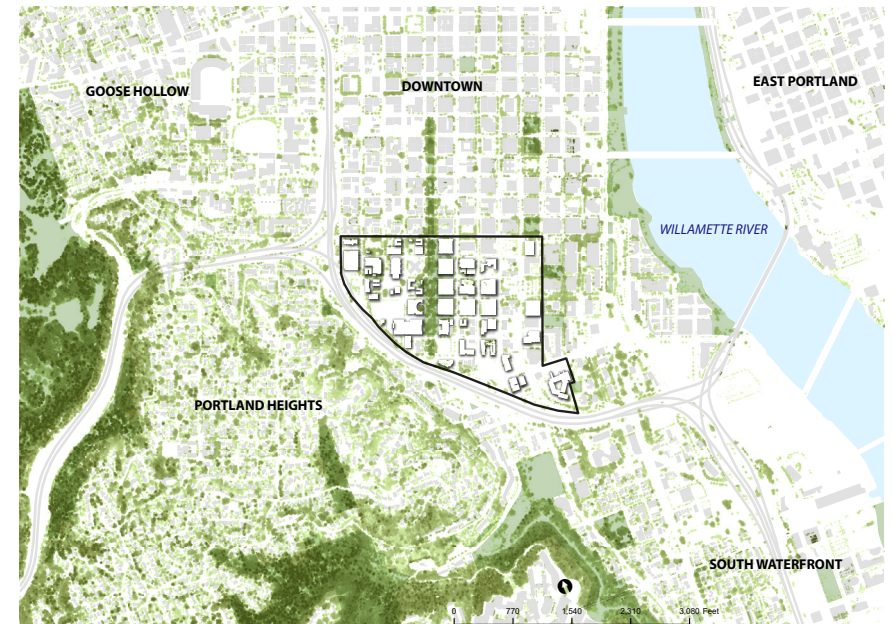 EAST PORTLAND
DOWNTOWN
GOOSE HOLLOW
WILLAMETTE RIVER
PORTLAND HEIGHTS
SOUTH WATERFRONT
0 770 1,540 2,310 3,080 Feet